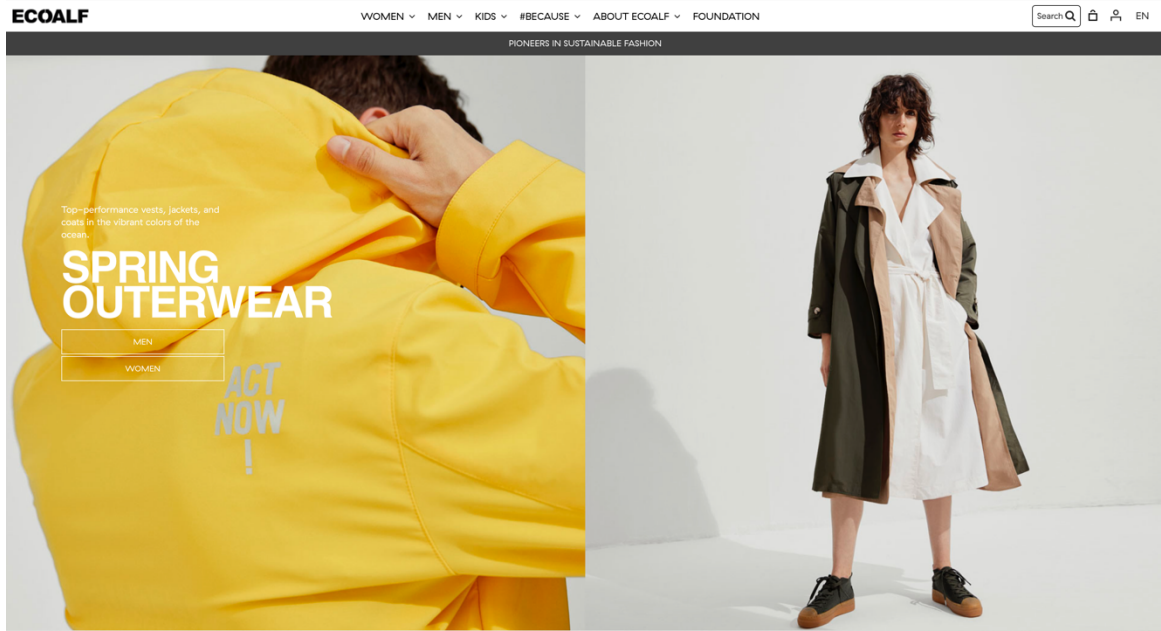 ECOALF
WOMEN MEN KIDS #BECAUSE ABOUT ECOALF FOUNDATION
Search
EN
PIONEERS IN SUSTAINABLE FASHION
Top-performance vests, jackets, and
coats in the vibrant colors of the
ocean.
SPRING
OUTERWEAR
MEN
WOMEN
ACT
NOW
!